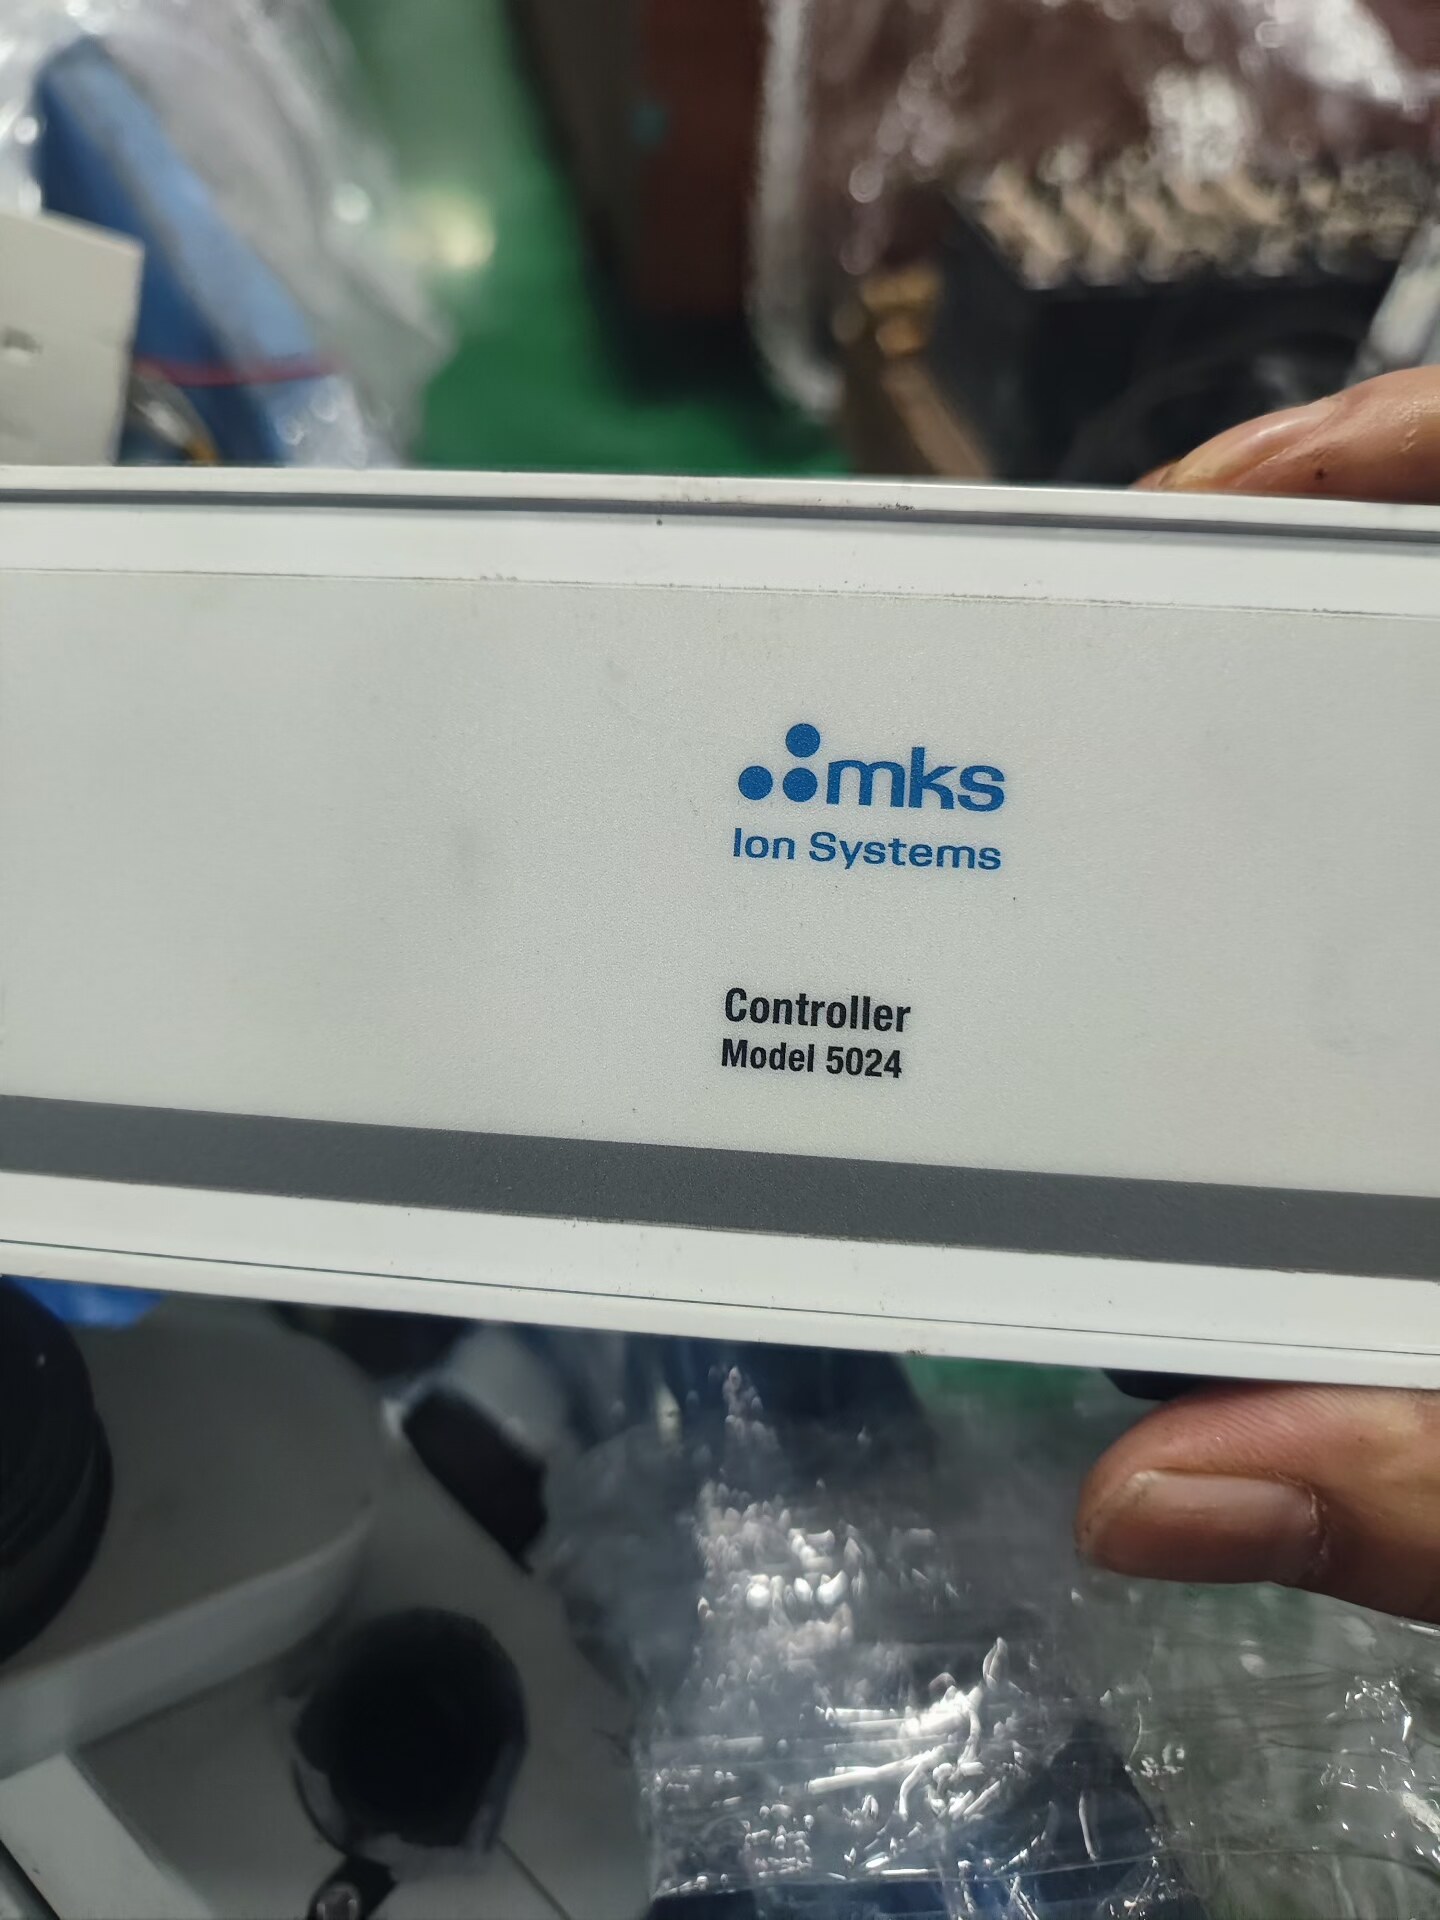 mks
Ion Systems
Controller
Model 5024